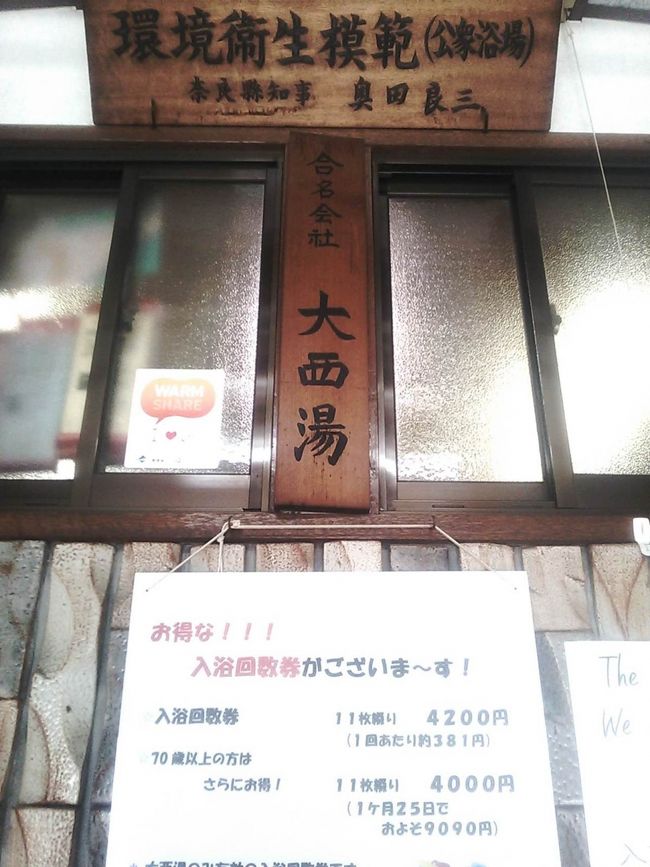 環境衛生模範(公衆浴場)
奈良縣知事 奥田良三
合名会社 大西湯
WARM
SHARE
お得な!!!
入浴回数券がございま〜す!
☆入浴回数券 11枚綴り 4200円
(1回あたり約381円)
☆70歳以上の方は
さらにお得! 11枚綴り 4000円
(1ケ月25日で
およそ9090円)
The
We